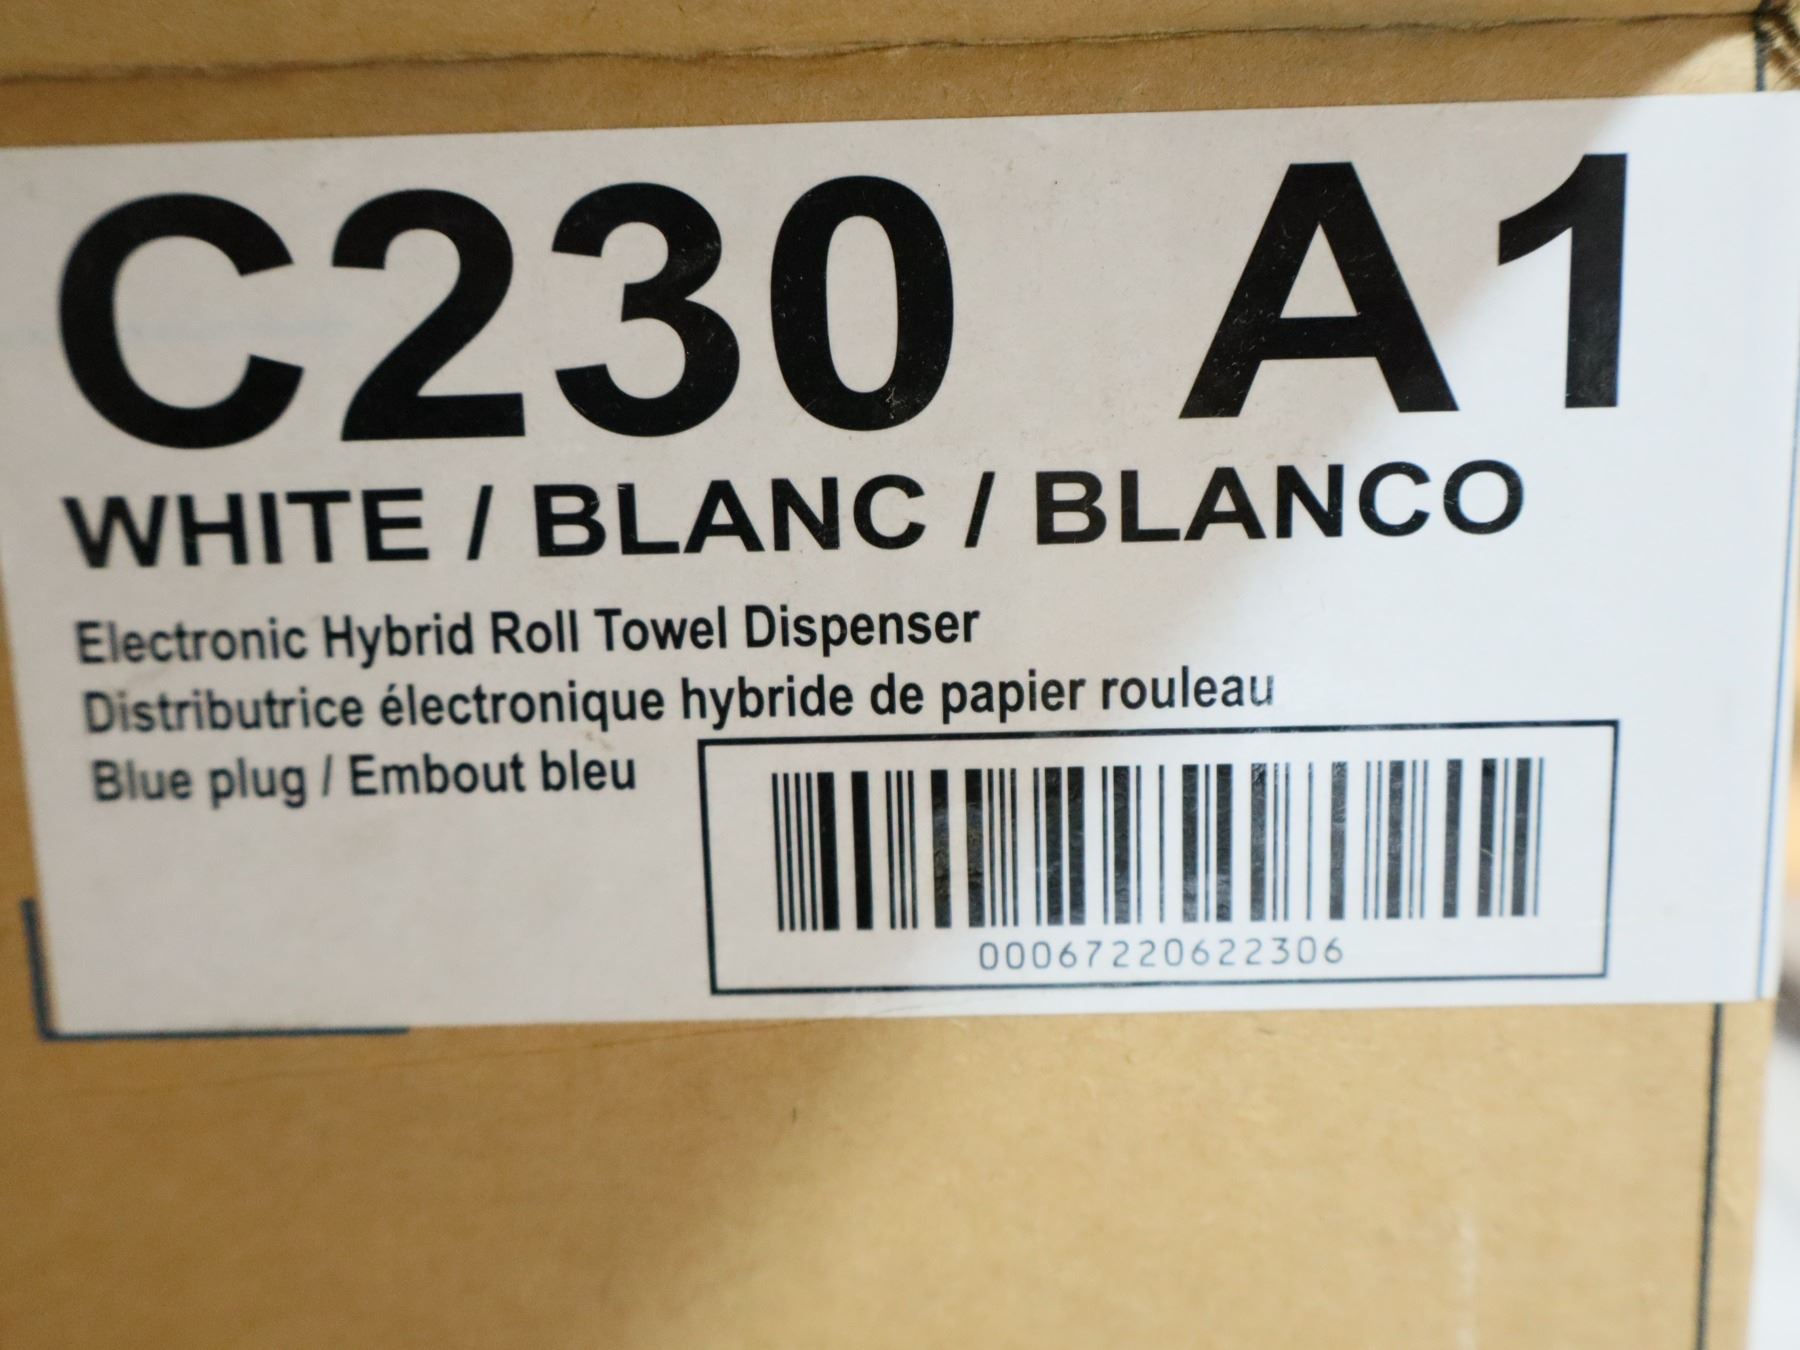 C230 A1
WHITE / BLANC / BLANCO
Electronic Hybrid Roll Towel Dispenser
Distributrice électronique hybride de papier rouleau
Blue plug / Embout bleu
00067220622306